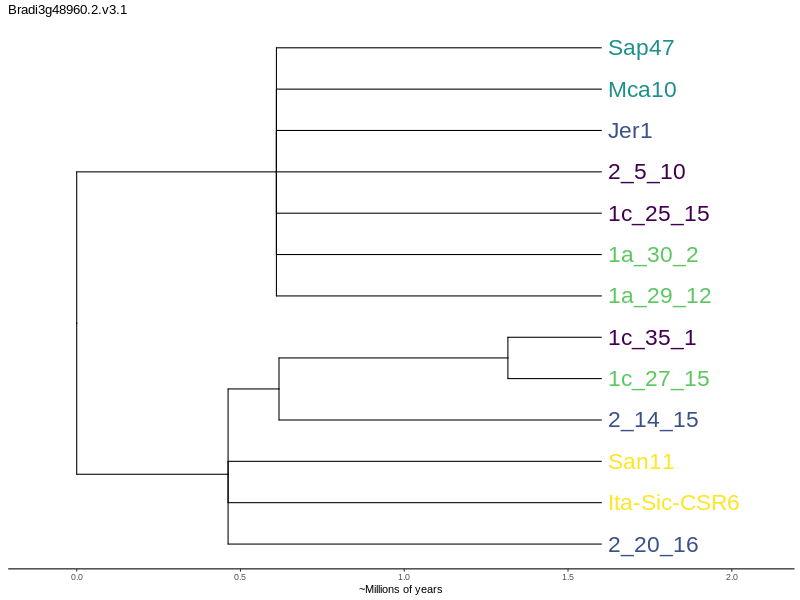 Bradi3g48960.2.v3.1
Sap47
Mca10
Jer1
2_5_10
1c_25_15
1a_30_2
1a_29_12
1c_35_1
1c_27_15
2_14_15
San11
Ita-Sic-CSR6
2_20_16
0.0 0.5 1.0 1.5 2.0
~Millions of years